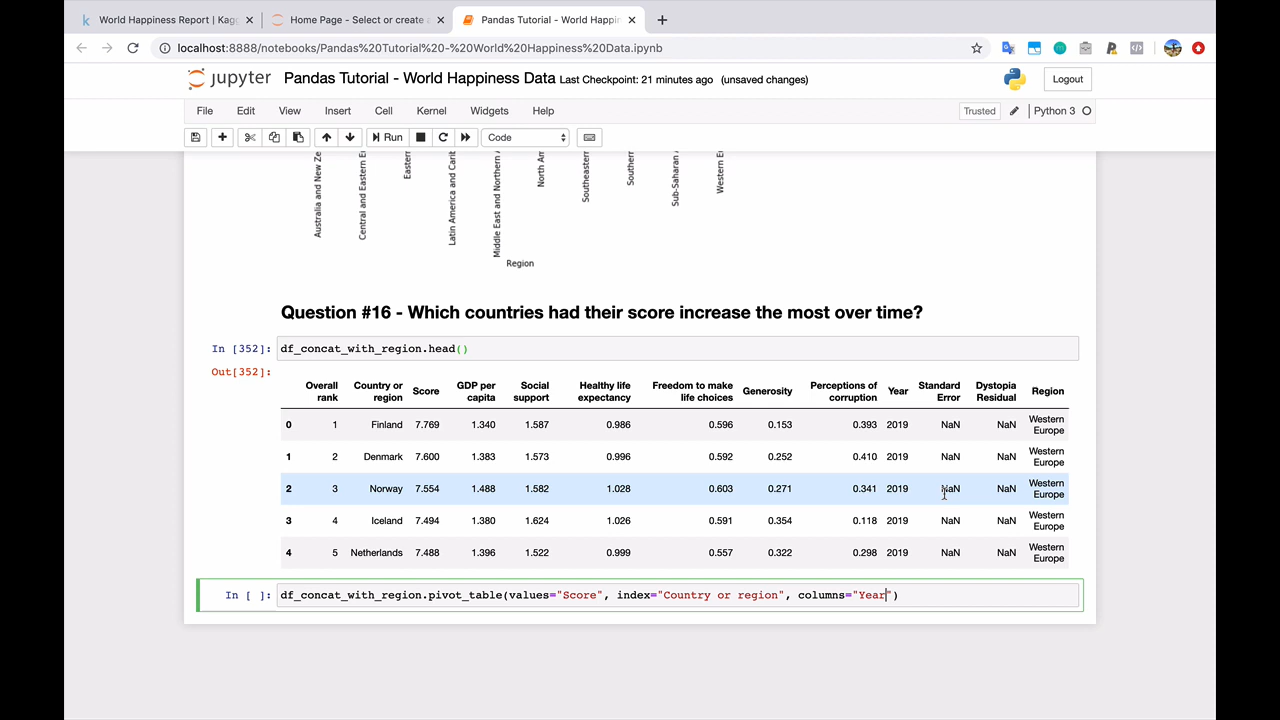 World Happiness Report | Kagg
Home Page - Select or create a
Pandas Tutorial - World Happin
localhost:8888/notebooks/Pandas%20Tutorial%20-%20World%20Happiness%20Data.ipynb
jupyter Pandas Tutorial - World Happiness Data Last Checkpoint: 21 minutes ago (unsaved changes) Logout
File Edit View Insert Cell Kernel Widgets Help Trusted Python 3
Run Code
Australia and New Ze
Central and Eastern E
Eastern
Latin America and Carib
Middle East and Northern A
North Am
Southeastern
Southern
Sub-Saharan A
Western Eu
Region
Question #16 - Which countries had their score increase the most over time?
In [352]: df_concat_with_region.head()
Out[352]:
Overall rank Country or region Score GDP per capita Social support Healthy life expectancy Freedom to make life choices Generosity Perceptions of corruption Year Standard Error Dystopia Residual Region
0 1 Finland 7.769 1.340 1.587 0.986 0.596 0.153 0.393 2019 NaN NaN Western Europe
1 2 Denmark 7.600 1.383 1.573 0.996 0.592 0.252 0.410 2019 NaN NaN Western Europe
2 3 Norway 7.554 1.488 1.582 1.028 0.603 0.271 0.341 2019 NaN NaN Western Europe
3 4 Iceland 7.494 1.380 1.624 1.026 0.591 0.354 0.118 2019 NaN NaN Western Europe
4 5 Netherlands 7.488 1.396 1.522 0.999 0.557 0.322 0.298 2019 NaN NaN Western Europe
In [ ]: df_concat_with_region.pivot_table(values="Score", index="Country or region", columns="Year")